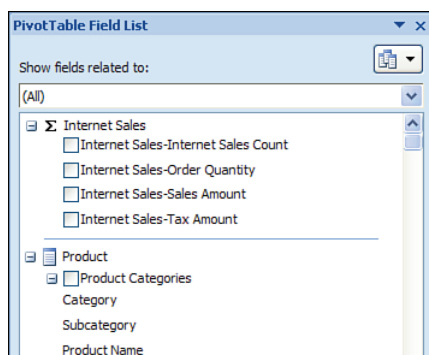 PivotTable Field List
Show fields related to:
(All)
Σ Internet Sales
Internet Sales-Internet Sales Count
Internet Sales-Order Quantity
Internet Sales-Sales Amount
Internet Sales-Tax Amount
Product
Product Categories
Category
Subcategory
Product Name